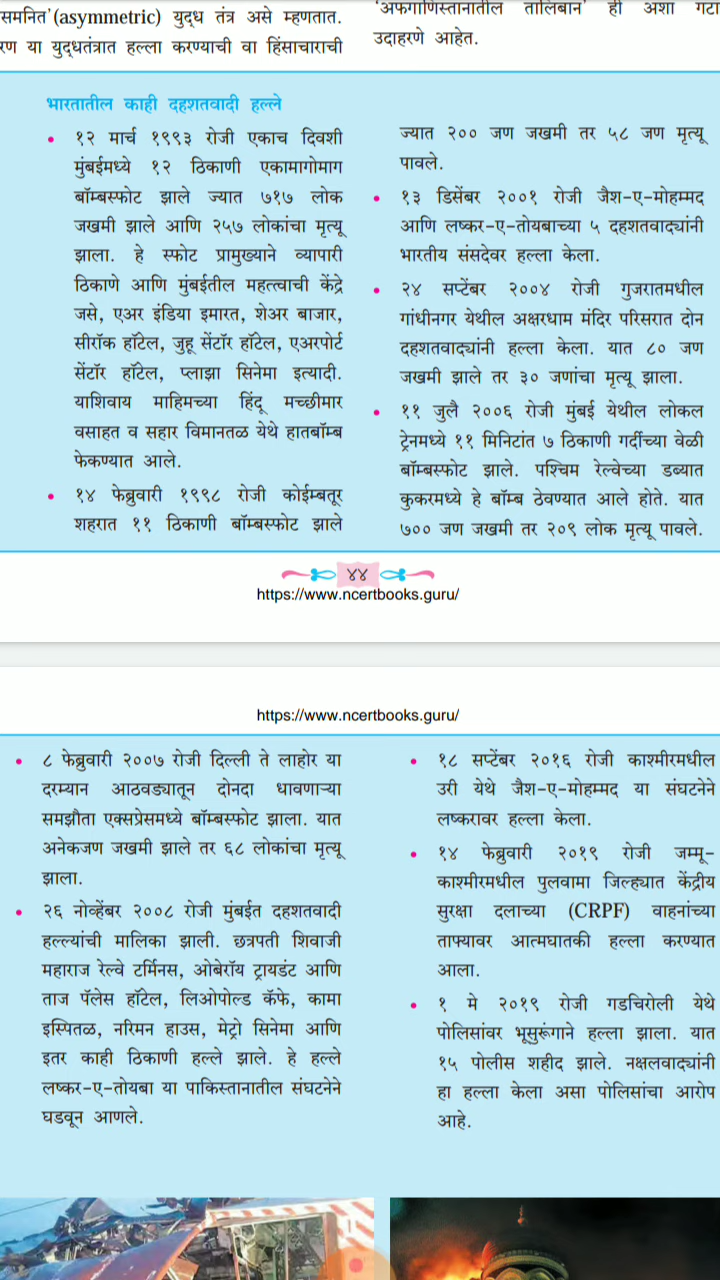 समनित’(asymmetric) युद्ध तंत्र असे म्हणतात.
रण या युद्धतंत्रात हल्ला करण्याची वा हिंसाचाराची
‘अफगाणिस्तानातील तालिबान’ ही अशा गटा
उदाहरणे आहेत.
भारतातील काही दहशतवादी हल्ले
• १२ मार्च १९९३ रोजी एकाच दिवशी
मुंबईमध्ये १२ ठिकाणी एकामागोमाग
बॉम्बस्फोट झाले ज्यात ७१७ लोक
जखमी झाले आणि २५७ लोकांचा मृत्यू
झाला. हे स्फोट प्रामुख्याने व्यापारी
ठिकाणे आणि मुंबईतील महत्त्वाची केंद्रे
जसे, एअर इंडिया इमारत, शेअर बाजार,
सीरॉक हॉटेल, जुहू सेंटॉर हॉटेल, एअरपोर्ट
सेंटॉर हॉटेल, प्लाझा सिनेमा इत्यादी.
याशिवाय माहिमच्या हिंदू मच्छीमार
वसाहत व सहार विमानतळ येथे हातबॉम्ब
फेकण्यात आले.
• १४ फेब्रुवारी १९९८ रोजी कोईम्बतूर
शहरात ११ ठिकाणी बॉम्बस्फोट झाले
ज्यात २०० जण जखमी तर ५८ जण मृत्यू
पावले.
• १३ डिसेंबर २००१ रोजी जैश-ए-मोहम्मद
आणि लष्कर-ए-तोयबाच्या ५ दहशतवाद्यांनी
भारतीय संसदेवर हल्ला केला.
• २४ सप्टेंबर २००४ रोजी गुजरातमधील
गांधीनगर येथील अक्षरधाम मंदिर परिसरात दोन
दहशतवाद्यांनी हल्ला केला. यात ८० जण
जखमी झाले तर ३० जणांचा मृत्यू झाला.
• ११ जुलै २००६ रोजी मुंबई येथील लोकल
ट्रेनमध्ये ११ मिनिटांत ७ ठिकाणी गर्दीच्या वेळी
बॉम्बस्फोट झाले. पश्चिम रेल्वेच्या डब्यात
कुकरमध्ये हे बॉम्ब ठेवण्यात आले होते. यात
७०० जण जखमी तर २०९ लोक मृत्यू पावले.
४४
https://www.ncertbooks.guru/
https://www.ncertbooks.guru/
• ८ फेब्रुवारी २००७ रोजी दिल्ली ते लाहोर या
दरम्यान आठवड्यातून दोनदा धावणाऱ्या
समझौता एक्सप्रेसमध्ये बॉम्बस्फोट झाला. यात
अनेकजण जखमी झाले तर ६८ लोकांचा मृत्यू
झाला.
• २६ नोव्हेंबर २००८ रोजी मुंबईत दहशतवादी
हल्ल्यांची मालिका झाली. छत्रपती शिवाजी
महाराज रेल्वे टर्मिनस, ओबेरॉय ट्रायडंट आणि
ताज पॅलेस हॉटेल, लिओपोल्ड कॅफे, कामा
इस्पितळ, नरिमन हाउस, मेट्रो सिनेमा आणि
इतर काही ठिकाणी हल्ले झाले. हे हल्ले
लष्कर-ए-तोयबा या पाकिस्तानातील संघटनेने
घडवून आणले.
• १८ सप्टेंबर २०१६ रोजी काश्मीरमधील
उरी येथे जैश-ए-मोहम्मद या संघटनेने
लष्करावर हल्ला केला.
• १४ फेब्रुवारी २०१९ रोजी जम्मू-
काश्मीरमधील पुलवामा जिल्ह्यात केंद्रीय
सुरक्षा दलाच्या (CRPF) वाहनांच्या
ताफ्यावर आत्मघातकी हल्ला करण्यात
आला.
• १ मे २०१९ रोजी गडचिरोली येथे
पोलिसांवर भूसुरूंगाने हल्ला झाला. यात
१५ पोलीस शहीद झाले. नक्षलवाद्यांनी
हा हल्ला केला असा पोलिसांचा आरोप
आहे.